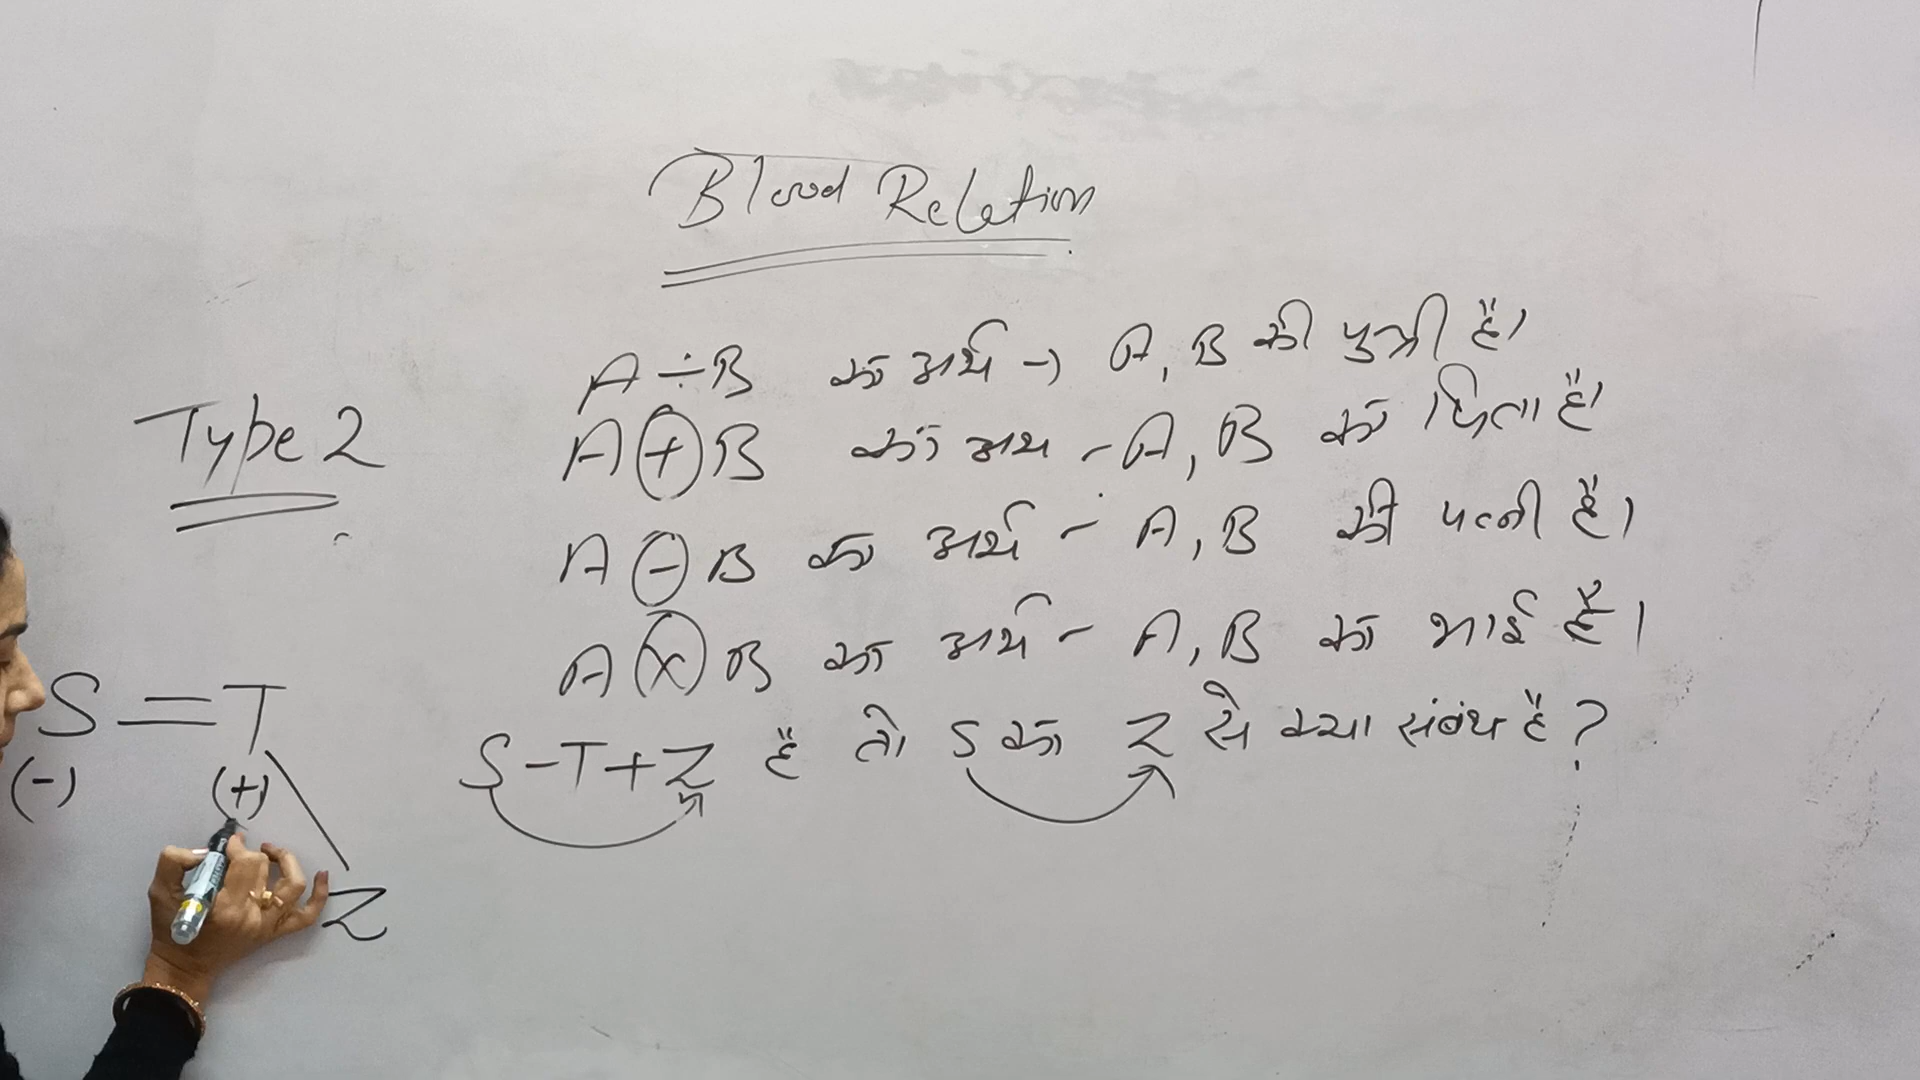 Blood Relation
Type 2
A ÷ B का अर्थ → A, B की पुत्री है।
A + B का अर्थ - A, B का पिता है।
A - B का अर्थ - A, B की पत्नी है।
A × B का अर्थ - A, B का भाई है।
S - T + Z है तो S का Z से क्या संबंध है ?
S = T
(-) (+)
Z